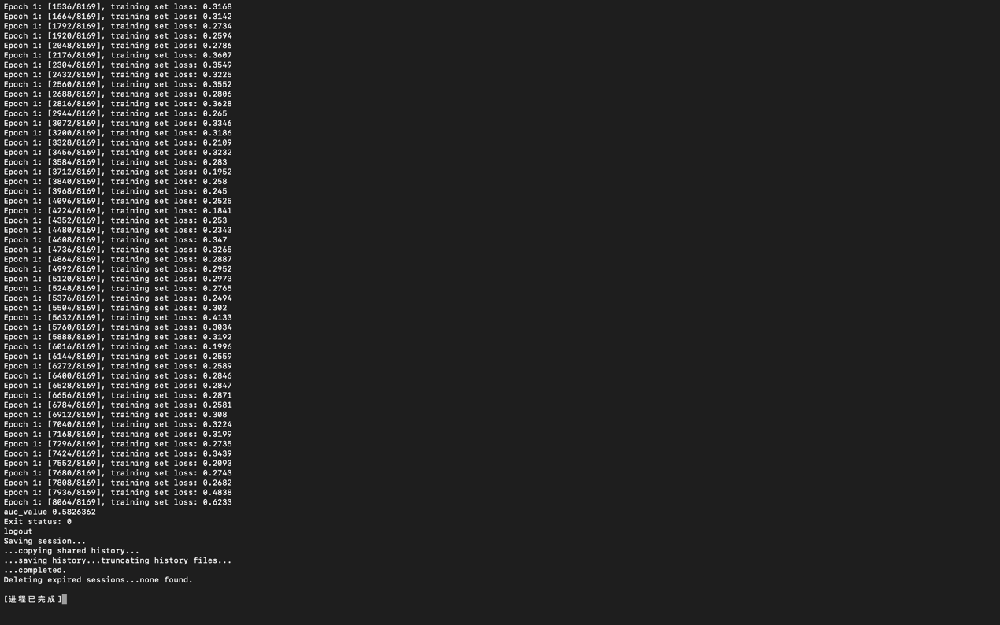 Epoch 1: [1536/8169], training set loss: 0.3168
Epoch 1: [1664/8169], training set loss: 0.3142
Epoch 1: [1792/8169], training set loss: 0.2734
Epoch 1: [1920/8169], training set loss: 0.2594
Epoch 1: [2048/8169], training set loss: 0.2786
Epoch 1: [2176/8169], training set loss: 0.3607
Epoch 1: [2304/8169], training set loss: 0.3549
Epoch 1: [2432/8169], training set loss: 0.3225
Epoch 1: [2560/8169], training set loss: 0.3552
Epoch 1: [2688/8169], training set loss: 0.2806
Epoch 1: [2816/8169], training set loss: 0.3628
Epoch 1: [2944/8169], training set loss: 0.265
Epoch 1: [3072/8169], training set loss: 0.3346
Epoch 1: [3200/8169], training set loss: 0.3186
Epoch 1: [3328/8169], training set loss: 0.2109
Epoch 1: [3456/8169], training set loss: 0.3232
Epoch 1: [3584/8169], training set loss: 0.283
Epoch 1: [3712/8169], training set loss: 0.1952
Epoch 1: [3840/8169], training set loss: 0.258
Epoch 1: [3968/8169], training set loss: 0.245
Epoch 1: [4096/8169], training set loss: 0.2525
Epoch 1: [4224/8169], training set loss: 0.1841
Epoch 1: [4352/8169], training set loss: 0.253
Epoch 1: [4480/8169], training set loss: 0.2343
Epoch 1: [4608/8169], training set loss: 0.347
Epoch 1: [4736/8169], training set loss: 0.3265
Epoch 1: [4864/8169], training set loss: 0.2887
Epoch 1: [4992/8169], training set loss: 0.2952
Epoch 1: [5120/8169], training set loss: 0.2973
Epoch 1: [5248/8169], training set loss: 0.2765
Epoch 1: [5376/8169], training set loss: 0.2494
Epoch 1: [5504/8169], training set loss: 0.302
Epoch 1: [5632/8169], training set loss: 0.4133
Epoch 1: [5760/8169], training set loss: 0.3034
Epoch 1: [5888/8169], training set loss: 0.3192
Epoch 1: [6016/8169], training set loss: 0.1996
Epoch 1: [6144/8169], training set loss: 0.2559
Epoch 1: [6272/8169], training set loss: 0.2589
Epoch 1: [6400/8169], training set loss: 0.2846
Epoch 1: [6528/8169], training set loss: 0.2847
Epoch 1: [6656/8169], training set loss: 0.2871
Epoch 1: [6784/8169], training set loss: 0.2581
Epoch 1: [6912/8169], training set loss: 0.308
Epoch 1: [7040/8169], training set loss: 0.3224
Epoch 1: [7168/8169], training set loss: 0.3199
Epoch 1: [7296/8169], training set loss: 0.2735
Epoch 1: [7424/8169], training set loss: 0.3439
Epoch 1: [7552/8169], training set loss: 0.2093
Epoch 1: [7680/8169], training set loss: 0.2743
Epoch 1: [7808/8169], training set loss: 0.2682
Epoch 1: [7936/8169], training set loss: 0.4838
Epoch 1: [8064/8169], training set loss: 0.6233
auc_value 0.5826362
Exit status: 0
logout
Saving session...
...copying shared history...
...saving history...truncating history files...
...completed.
Deleting expired sessions...none found.
[进程已完成]